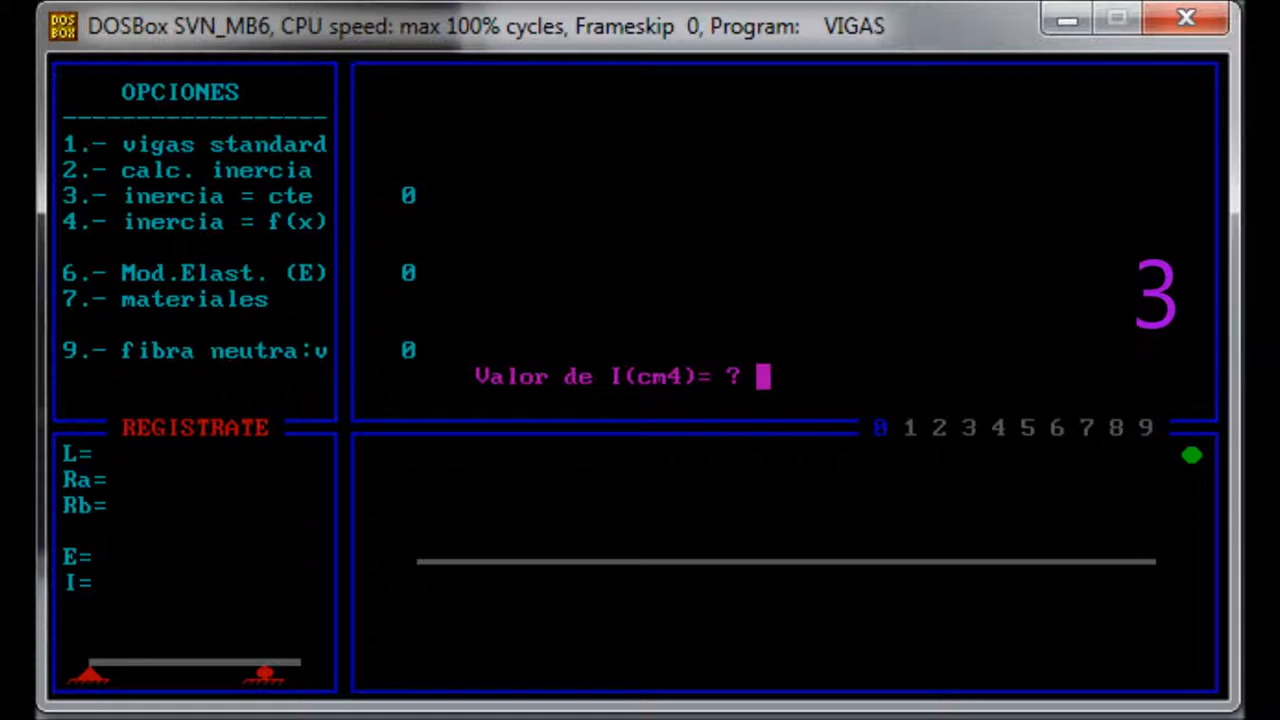 DOS BOX
DOSBox SVN_MB6, CPU speed: max 100% cycles, Frameskip 0, Program: VIGAS
OPCIONES
------------------
1.- vigas standard
2.- calc. inercia
3.- inercia = cte 0
4.- inercia = f(x)
6.- Mod.Elast. (E) 0
7.- materiales
9.- fibra neutra:v 0
3
Valor de I(cm4)= ?
REGISTRATE
0 1 2 3 4 5 6 7 8 9
L=
Ra=
Rb=
E=
I=